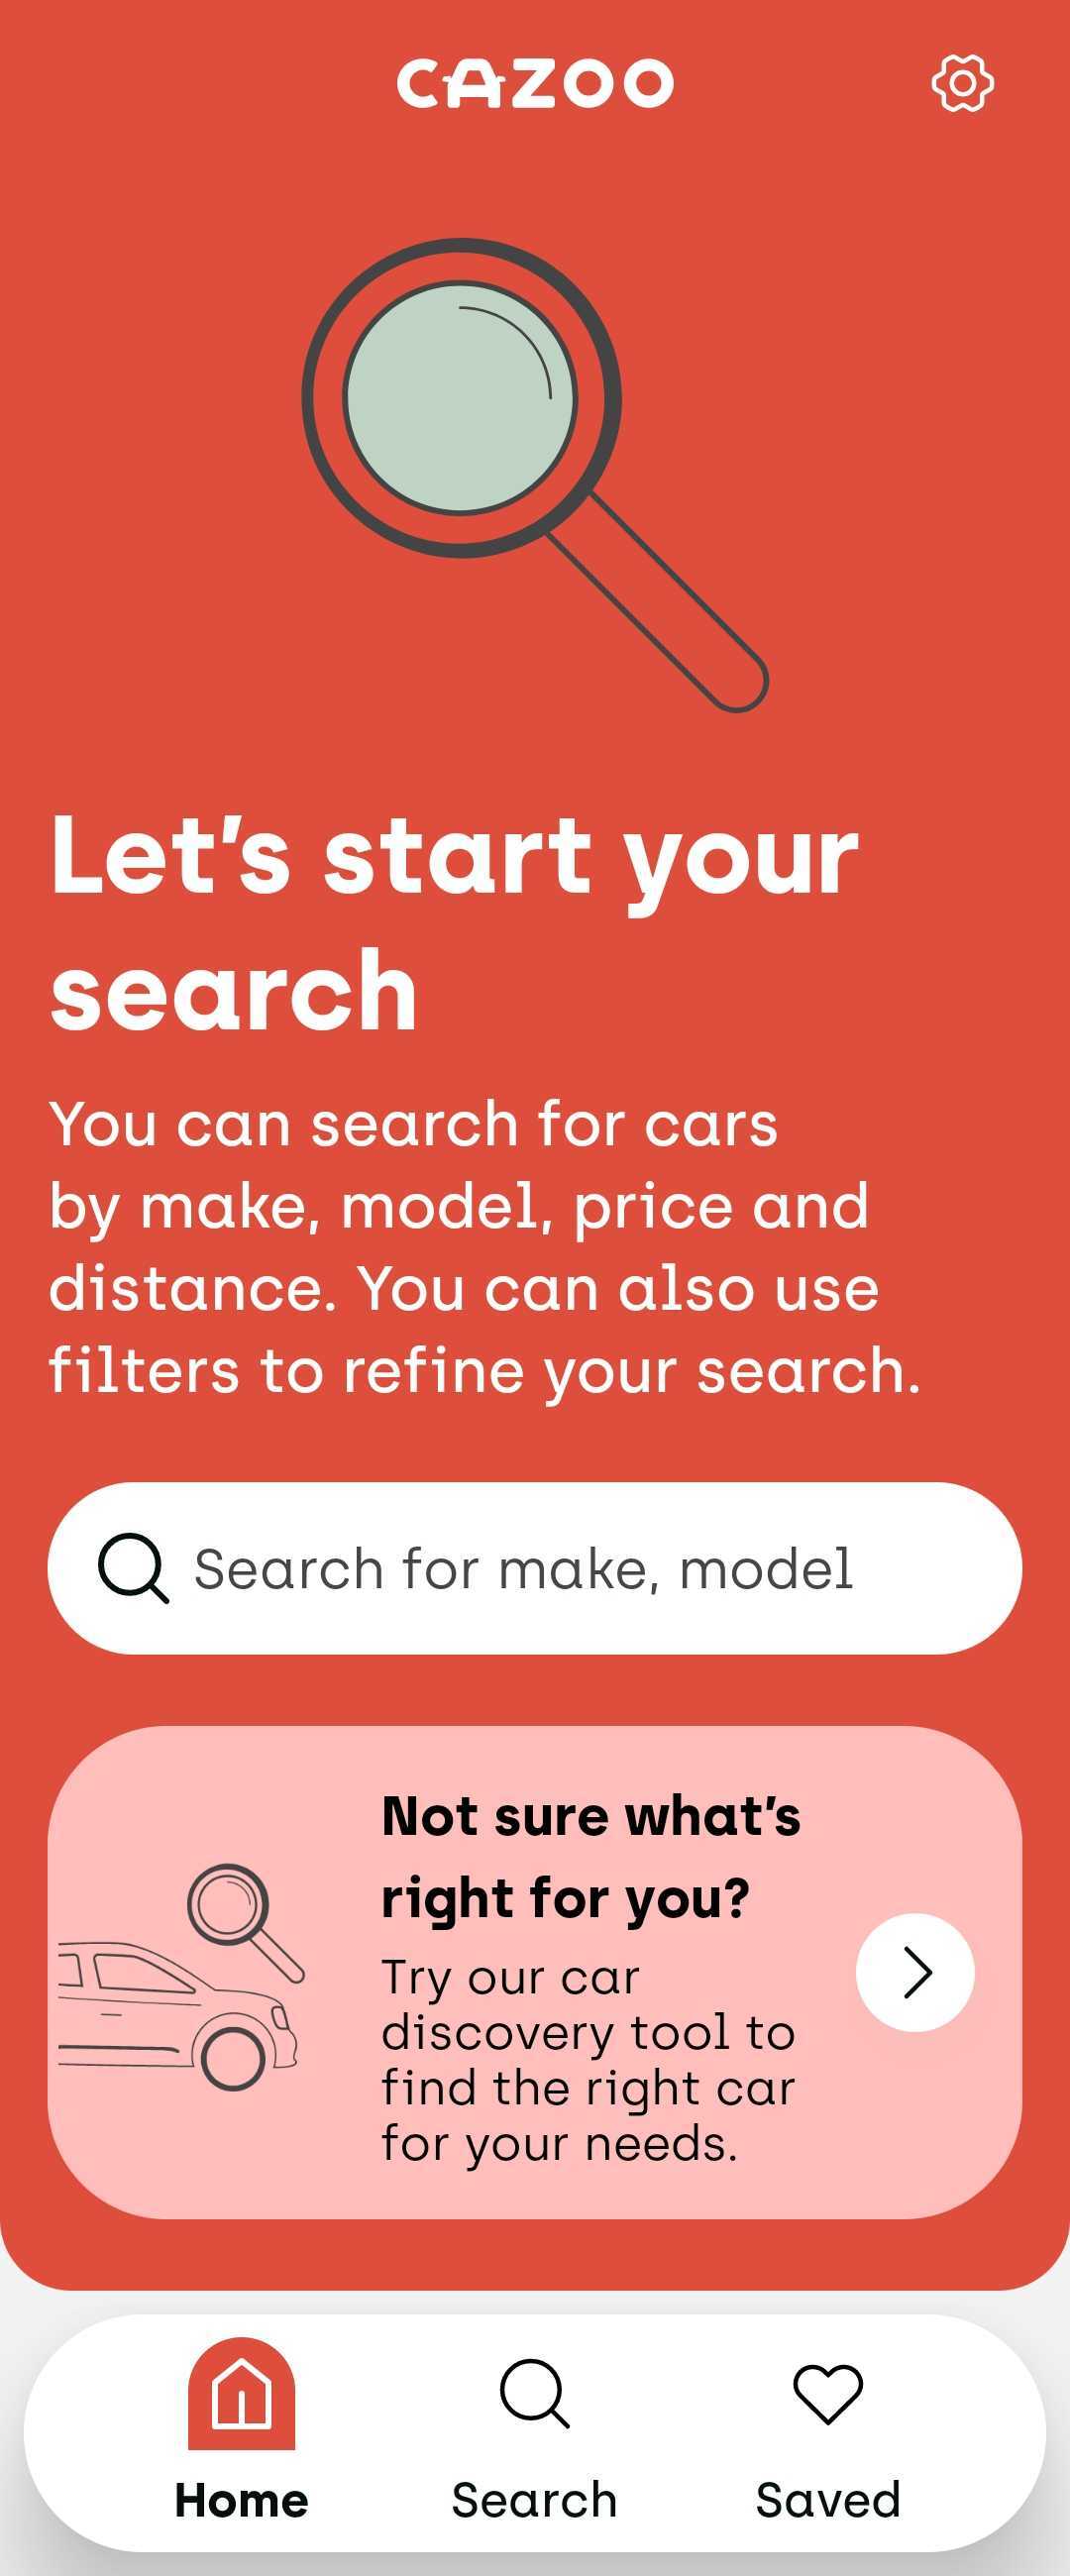 CAZOO
Let's start your
search
You can search for cars
by make, model, price and
distance. You can also use
filters to refine your search.
Search for make, model
Not sure what's
right for you?
Try our car
discovery tool to
find the right car
for your needs.
Home
Search
Saved